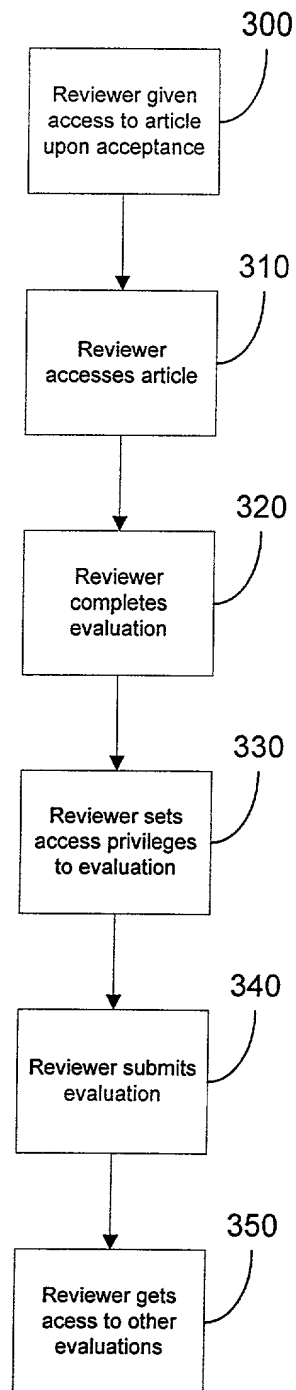 300
Reviewer given
access to article
upon acceptance
310
Reviewer
accesses article
320
Reviewer
completes
evaluation
330
Reviewer sets
access privileges
to evaluation
340
Reviewer submits
evaluation
350
Reviewer gets
acess to other
evaluations